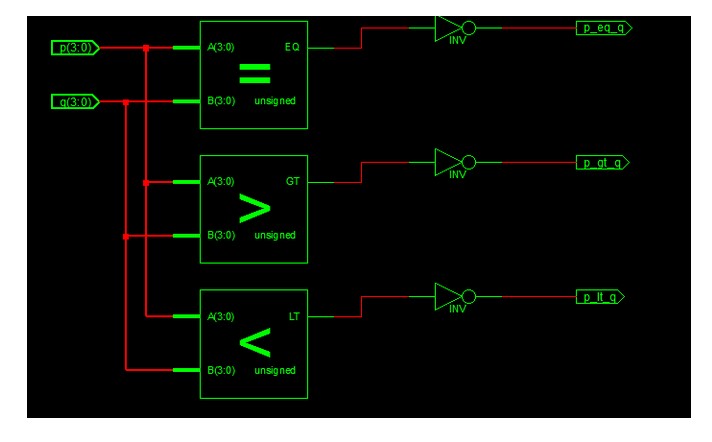 p(3:0)
A(3:0)
EQ
INV
p_eq_q
=
q(3:0)
B(3:0)
unsigned
A(3:0)
GT
INV
p_gt_q
>
B(3:0)
unsigned
A(3:0)
LT
INV
p_lt_q
<
B(3:0)
unsigned